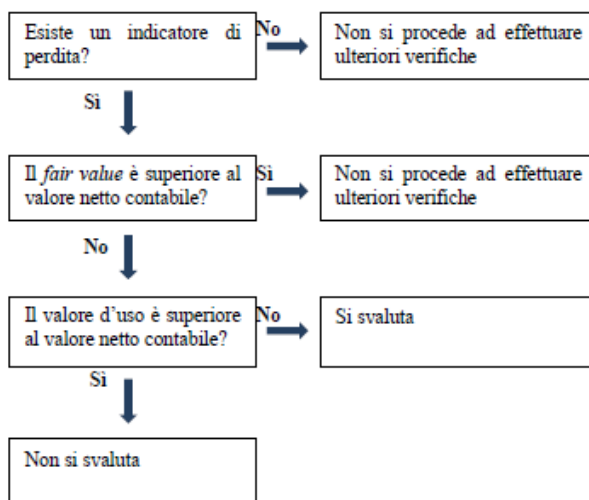 Esiste un indicatore di perdita?
No
Non si procede ad effettuare ulteriori verifiche
Sì
Il fair value è superiore al valore netto contabile?
Sì
Non si procede ad effettuare ulteriori verifiche
No
Il valore d'uso è superiore al valore netto contabile?
No
Si svaluta
Sì
Non si svaluta